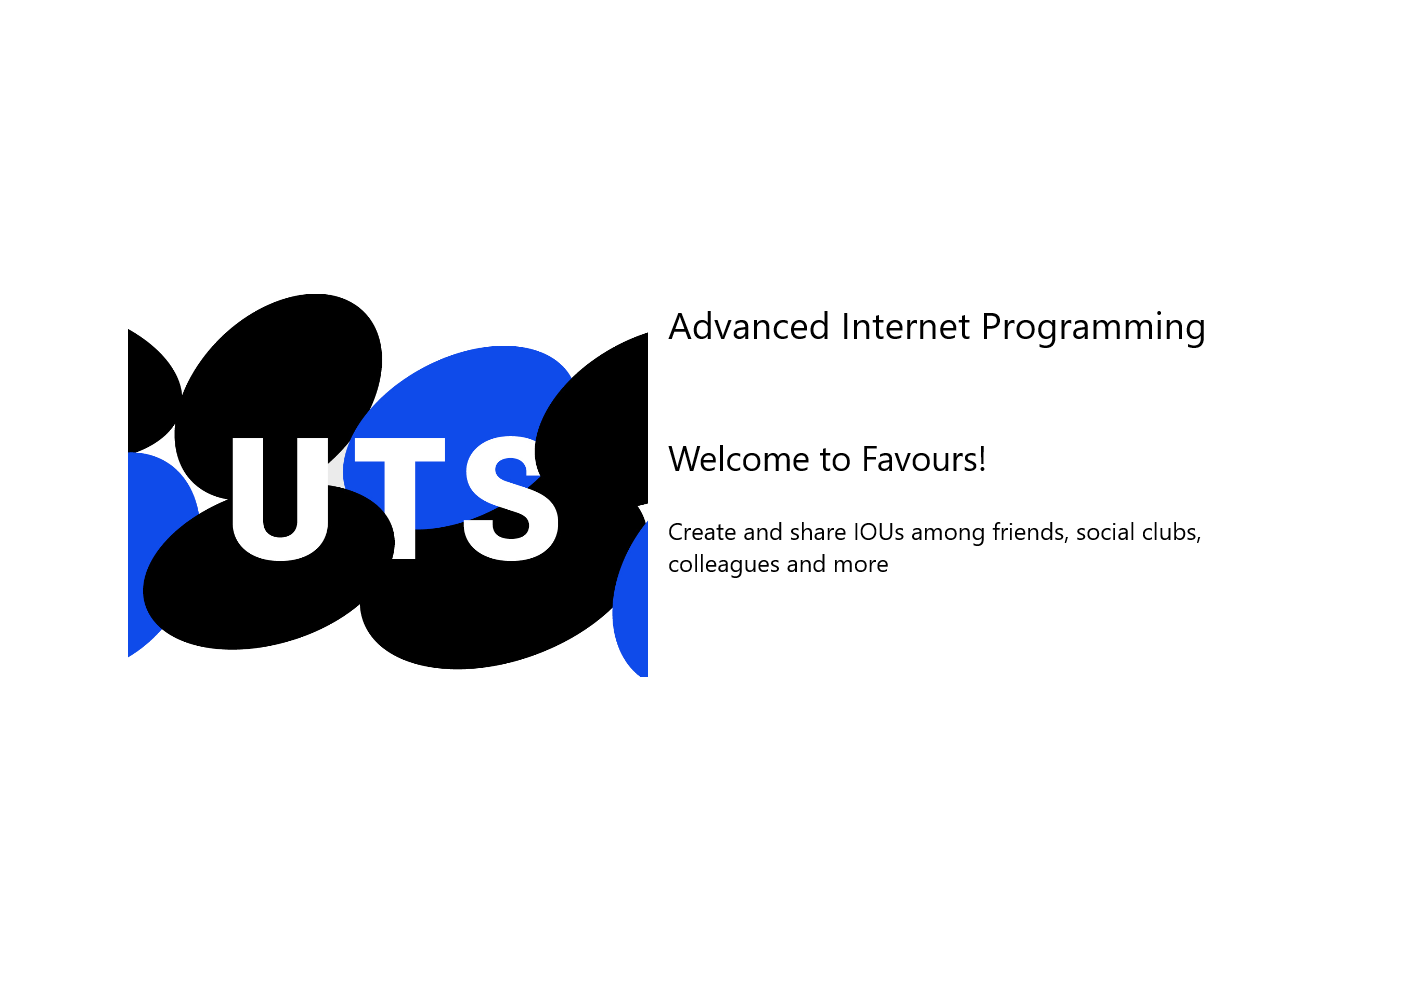 UTS
Advanced Internet Programming
Welcome to Favours!
Create and share IOUs among friends, social clubs,
colleagues and more